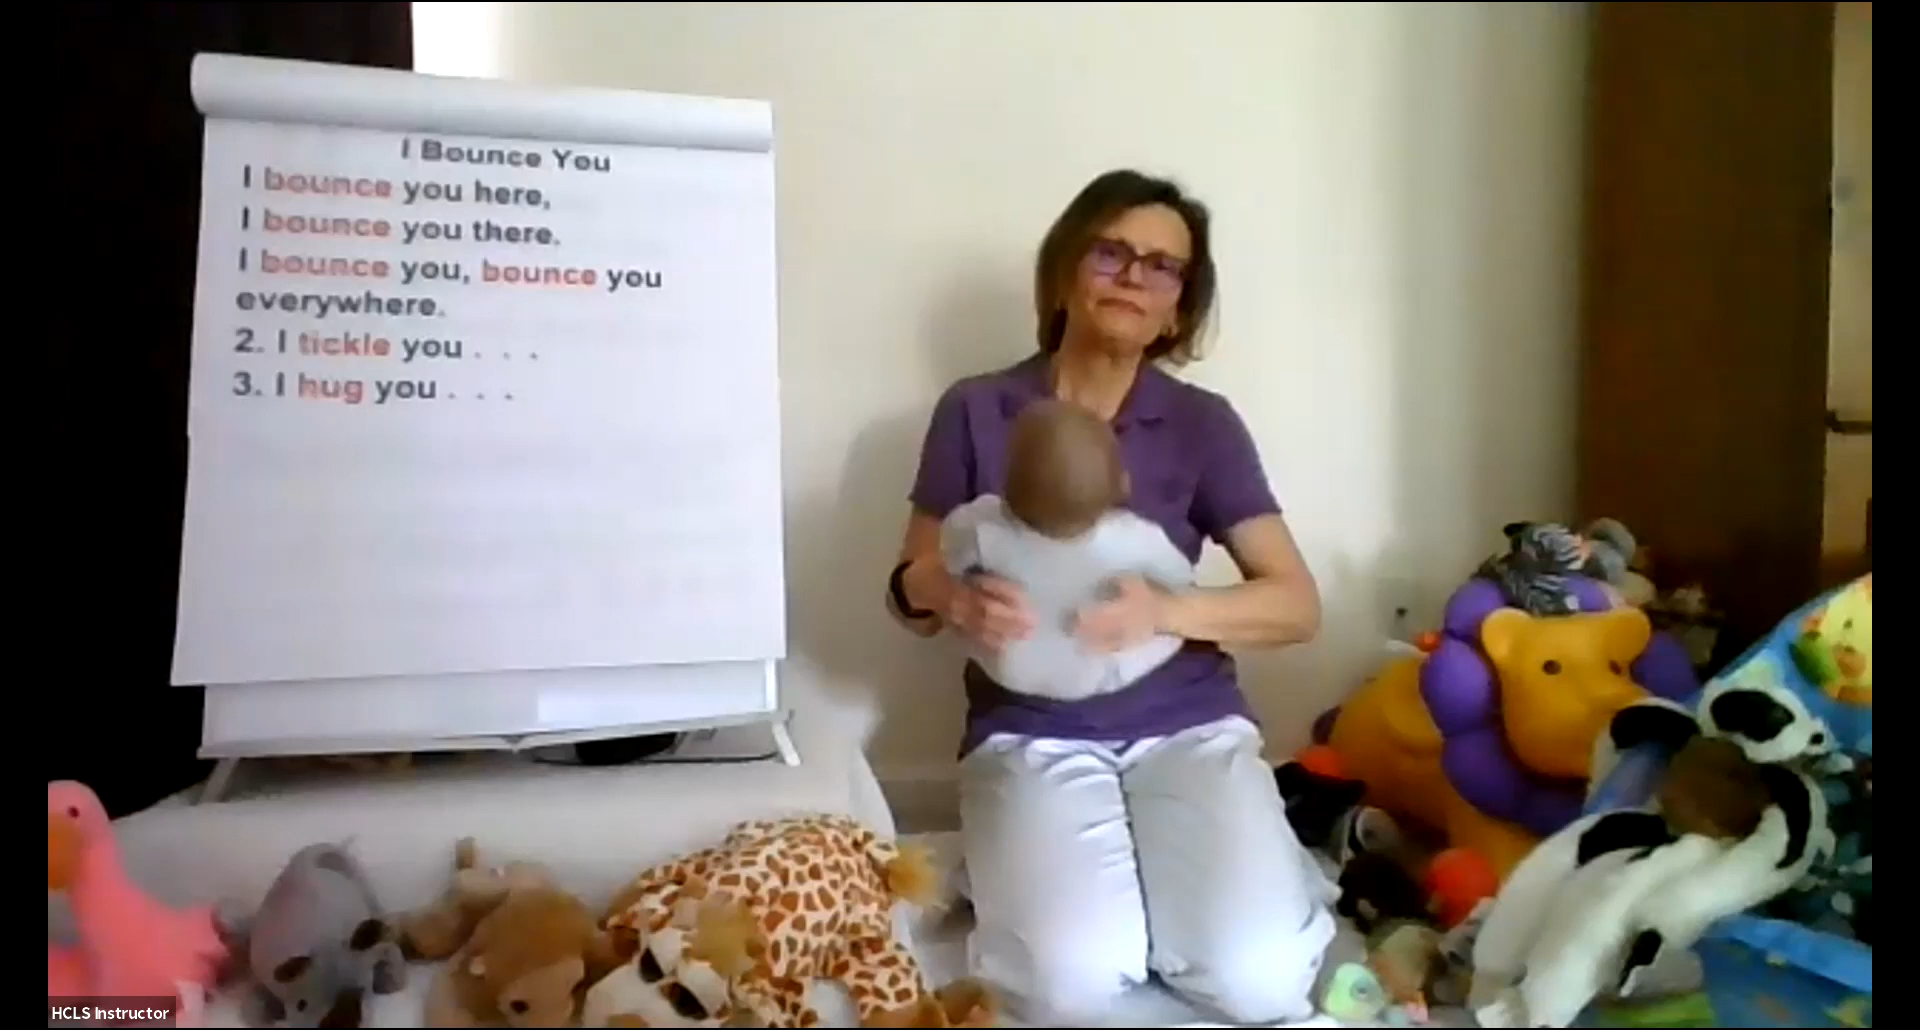 I Bounce You
I bounce you here,
I bounce you there.
I bounce you, bounce you
everywhere.
2. I tickle you . . .
3. I hug you . . .
HCLS Instructor